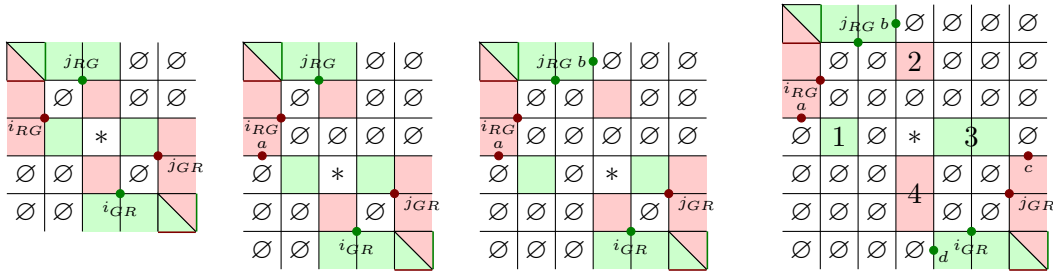 j_RG ∅ ∅
∅ ∅ ∅
i_RG *
∅ ∅ j_GR
∅ ∅ i_GR
j_RG ∅ ∅
∅ ∅ ∅
i_RG ∅ ∅ ∅ ∅
a
∅ *
∅ ∅ j_GR
∅ ∅ i_GR
j_RG b ∅ ∅ ∅
∅ ∅ ∅ ∅
i_RG ∅ ∅ ∅ ∅ ∅
a
∅ ∅ *
∅ ∅ ∅ j_GR
∅ ∅ ∅ i_GR
j_RG b ∅ ∅ ∅ ∅
∅ ∅ 2 ∅ ∅ ∅
i_RG ∅ ∅ ∅ ∅ ∅ ∅
a
∅ 1 ∅ * 3 ∅
∅ ∅ ∅ 4 ∅ ∅ c
∅ ∅ ∅ ∅ ∅ j_GR
∅ ∅ ∅ ∅ d i_GR